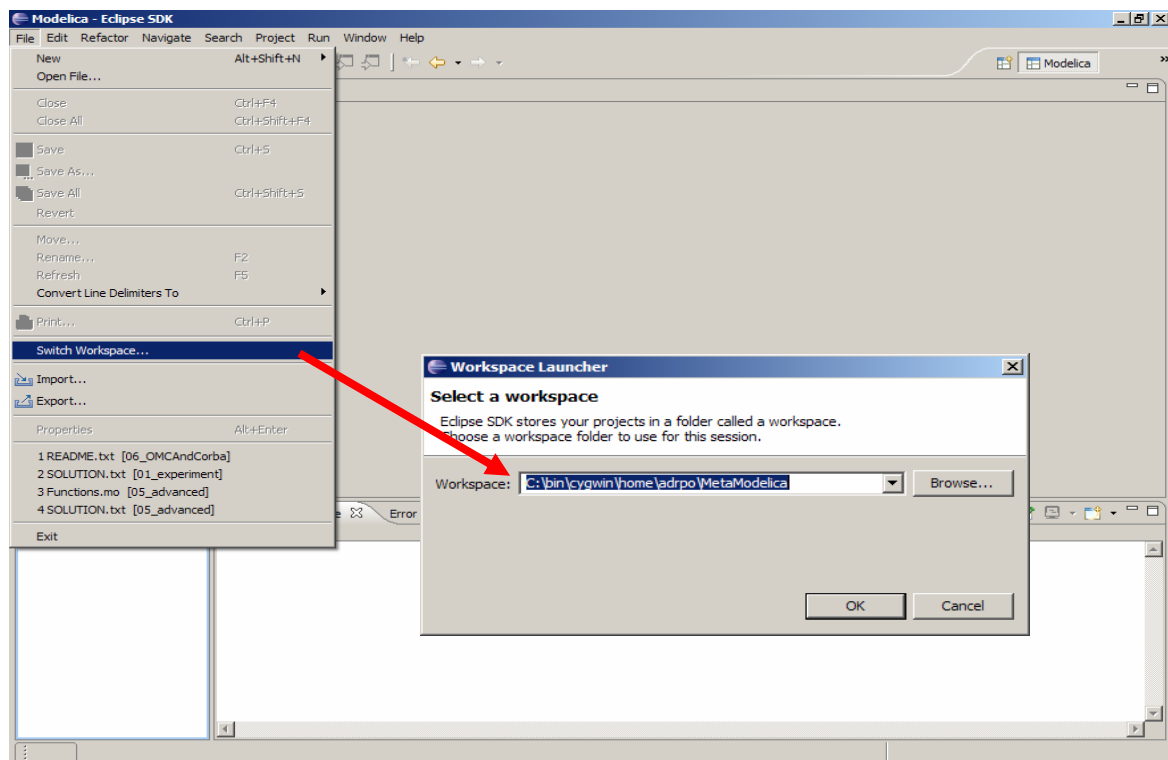 Modelica - Eclipse SDK
File Edit Refactor Navigate Search Project Run Window Help
New Alt+Shift+N
Open File...
Modelica
»
Close Ctrl+F4
Close All Ctrl+Shift+F4
Save Ctrl+S
Save As...
Save All Ctrl+Shift+S
Revert
Move...
Rename... F2
Refresh F5
Convert Line Delimiters To
Print... Ctrl+P
Switch Workspace...
Import...
Export...
Properties Alt+Enter
1 README.txt [06_OMCAndCorba]
2 SOLUTION.txt [01_experiment]
3 Functions.mo [05_advanced]
4 SOLUTION.txt [05_advanced]
Exit
Workspace Launcher
Select a workspace
Eclipse SDK stores your projects in a folder called a workspace.
Choose a workspace folder to use for this session.
Workspace: C:\bin\cygwin\home\adrpo\MetaModelica Browse...
OK Cancel
Error